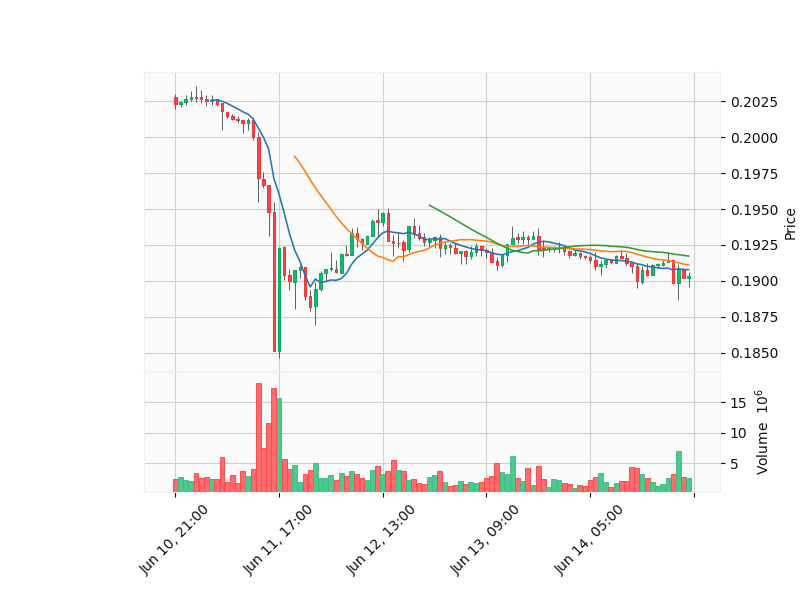 0.2025
0.2000
0.1975
0.1950
0.1925
0.1900
0.1875
0.1850
Price
15
10
5
Volume 10^6
Jun 10, 21:00
Jun 11, 17:00
Jun 12, 13:00
Jun 13, 09:00
Jun 14, 05:00